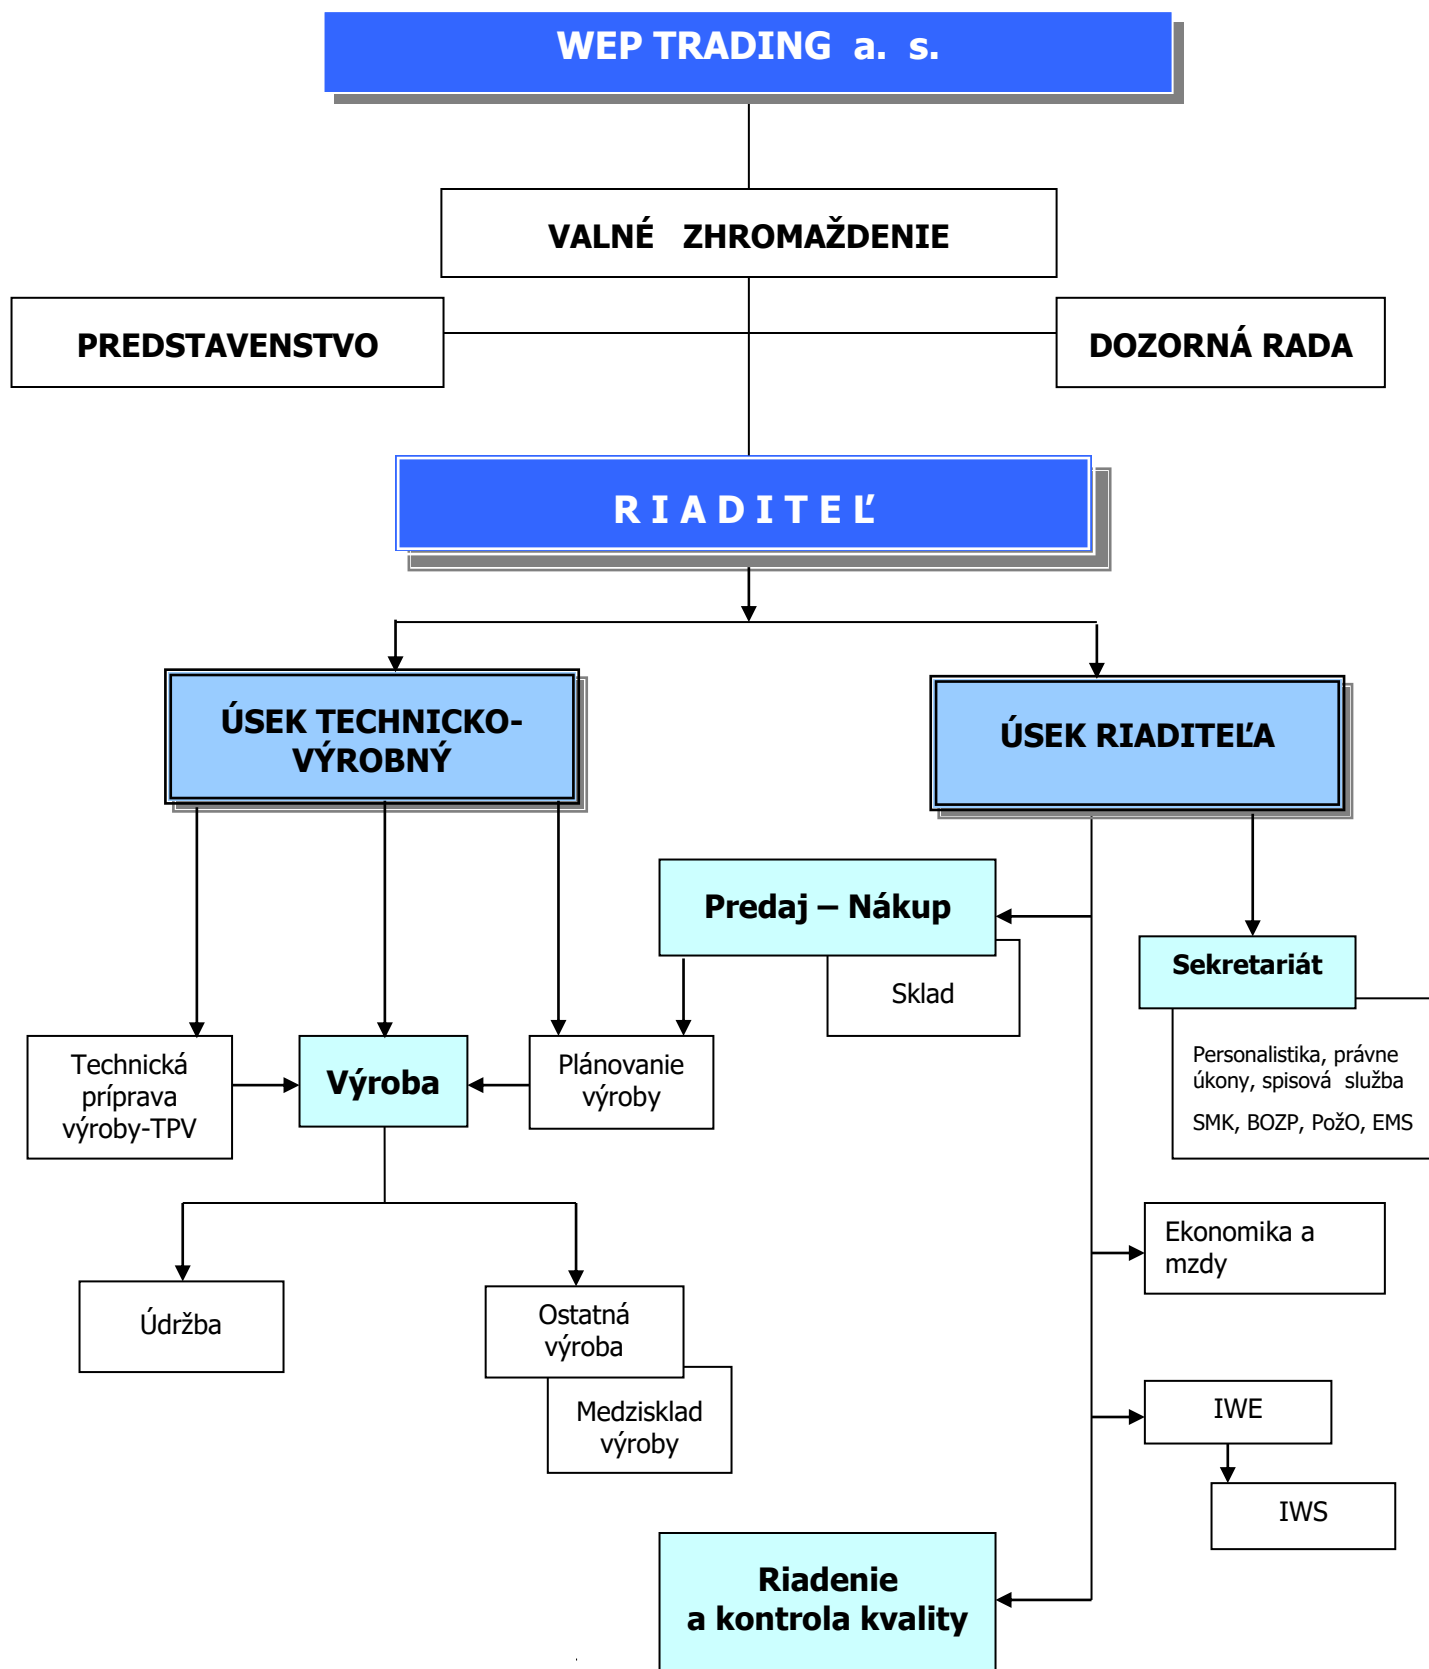 WEP TRADING a. s.
VALNÉ ZHROMAŽDENIE
PREDSTAVENSTVO
DOZORNÁ RADA
R I A D I T E Ľ
ÚSEK TECHNICKO-
VÝROBNÝ
ÚSEK RIADITEĽA
Predaj – Nákup
Sklad
Sekretariát
Personalistika, právne
úkony, spisová služba
SMK, BOZP, PožO, EMS
Technická
príprava
výroby-TPV
Výroba
Plánovanie
výroby
Ekonomika a
mzdy
Údržba
Ostatná
výroba
Medzisklad
výroby
IWE
IWS
Riadenie
a kontrola kvality